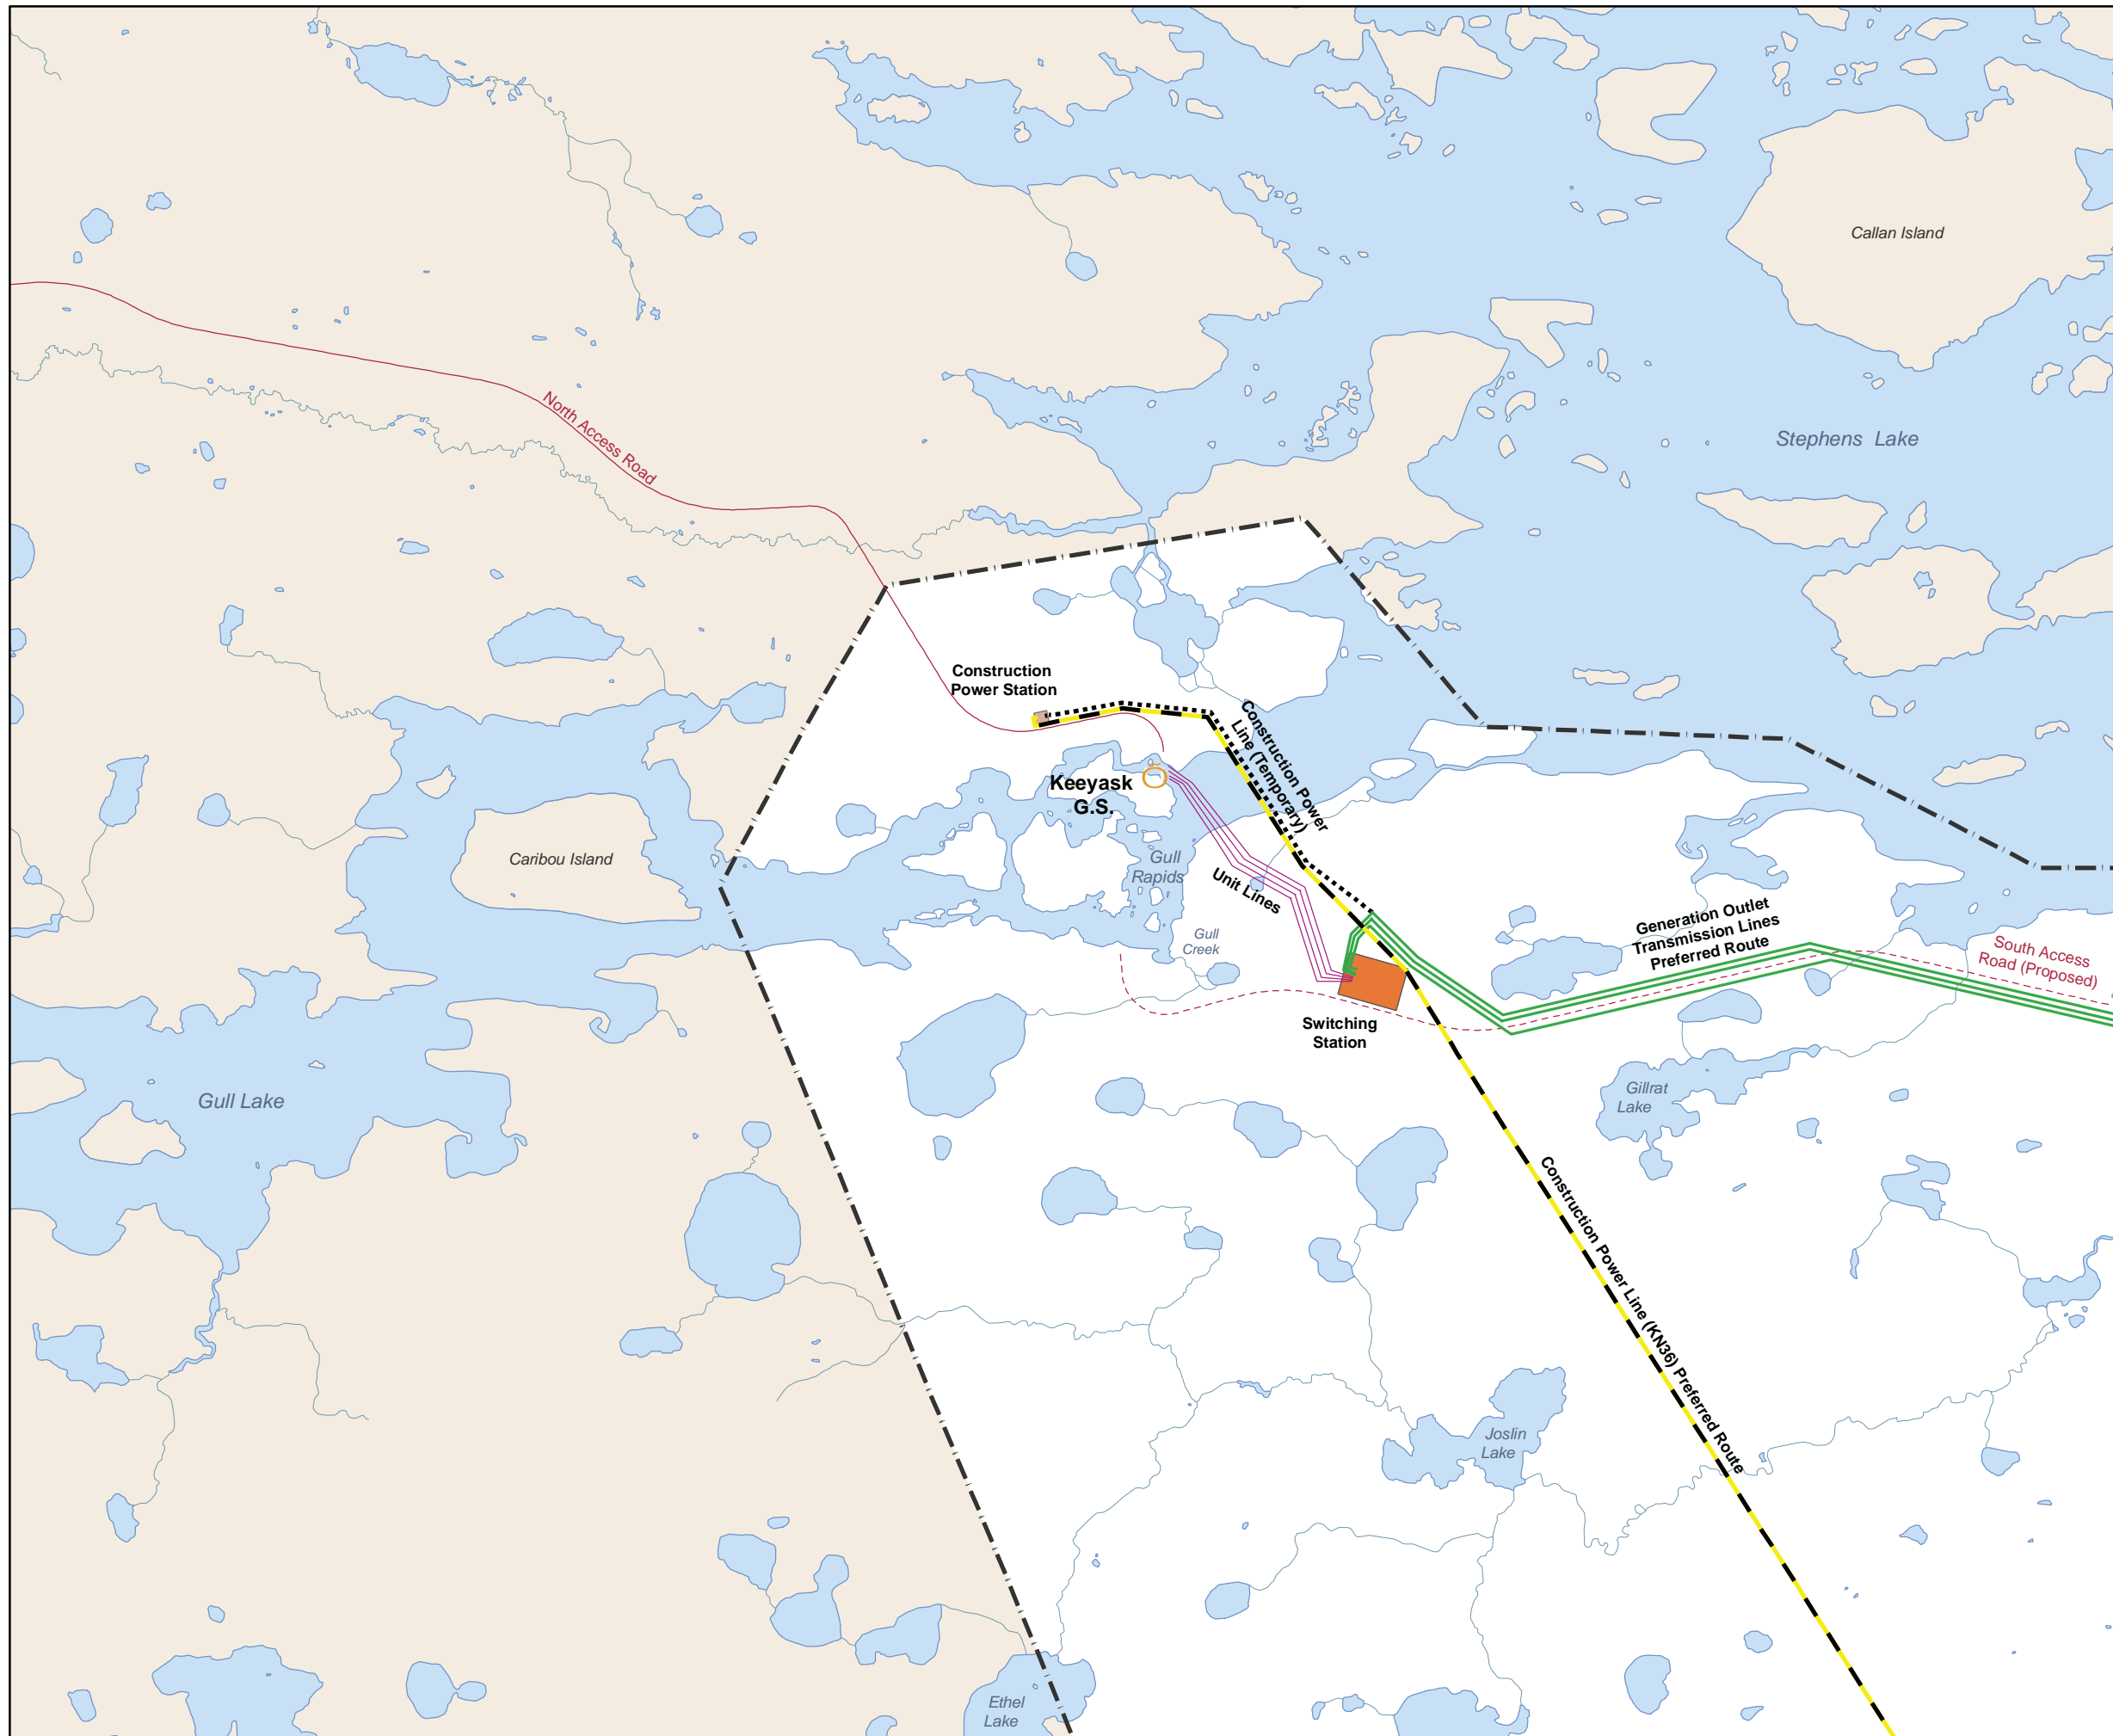 Callan Island
Stephens Lake
North Access Road
Construction
Power Station
Construction Power
Line (Temporary)
Keeyask
G.S.
Caribou Island
Gull
Rapids
Unit Lines
Gull
Creek
Generation Outlet
Transmission Lines
Preferred Route
South Access
Road (Proposed)
Switching
Station
Gull Lake
Gillrat
Lake
Construction Power Line (KN36) Preferred Route
Joslin
Lake
Ethel
Lake